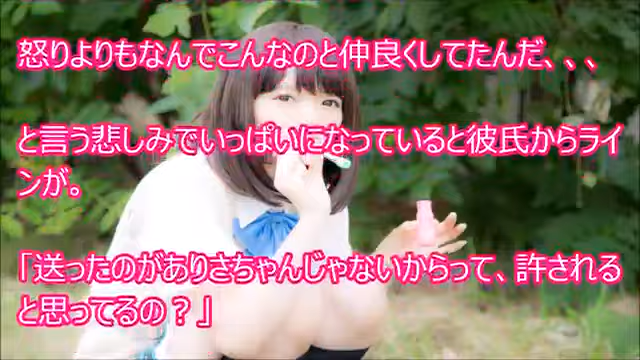 怒りよりもなんでこんなのと仲良くしてたんだ、、、
と言う悲しみでいっぱいになっていると彼氏からライ
ンが。
「送ったのがありさちゃんじゃないからって、許される
と思ってるの？」